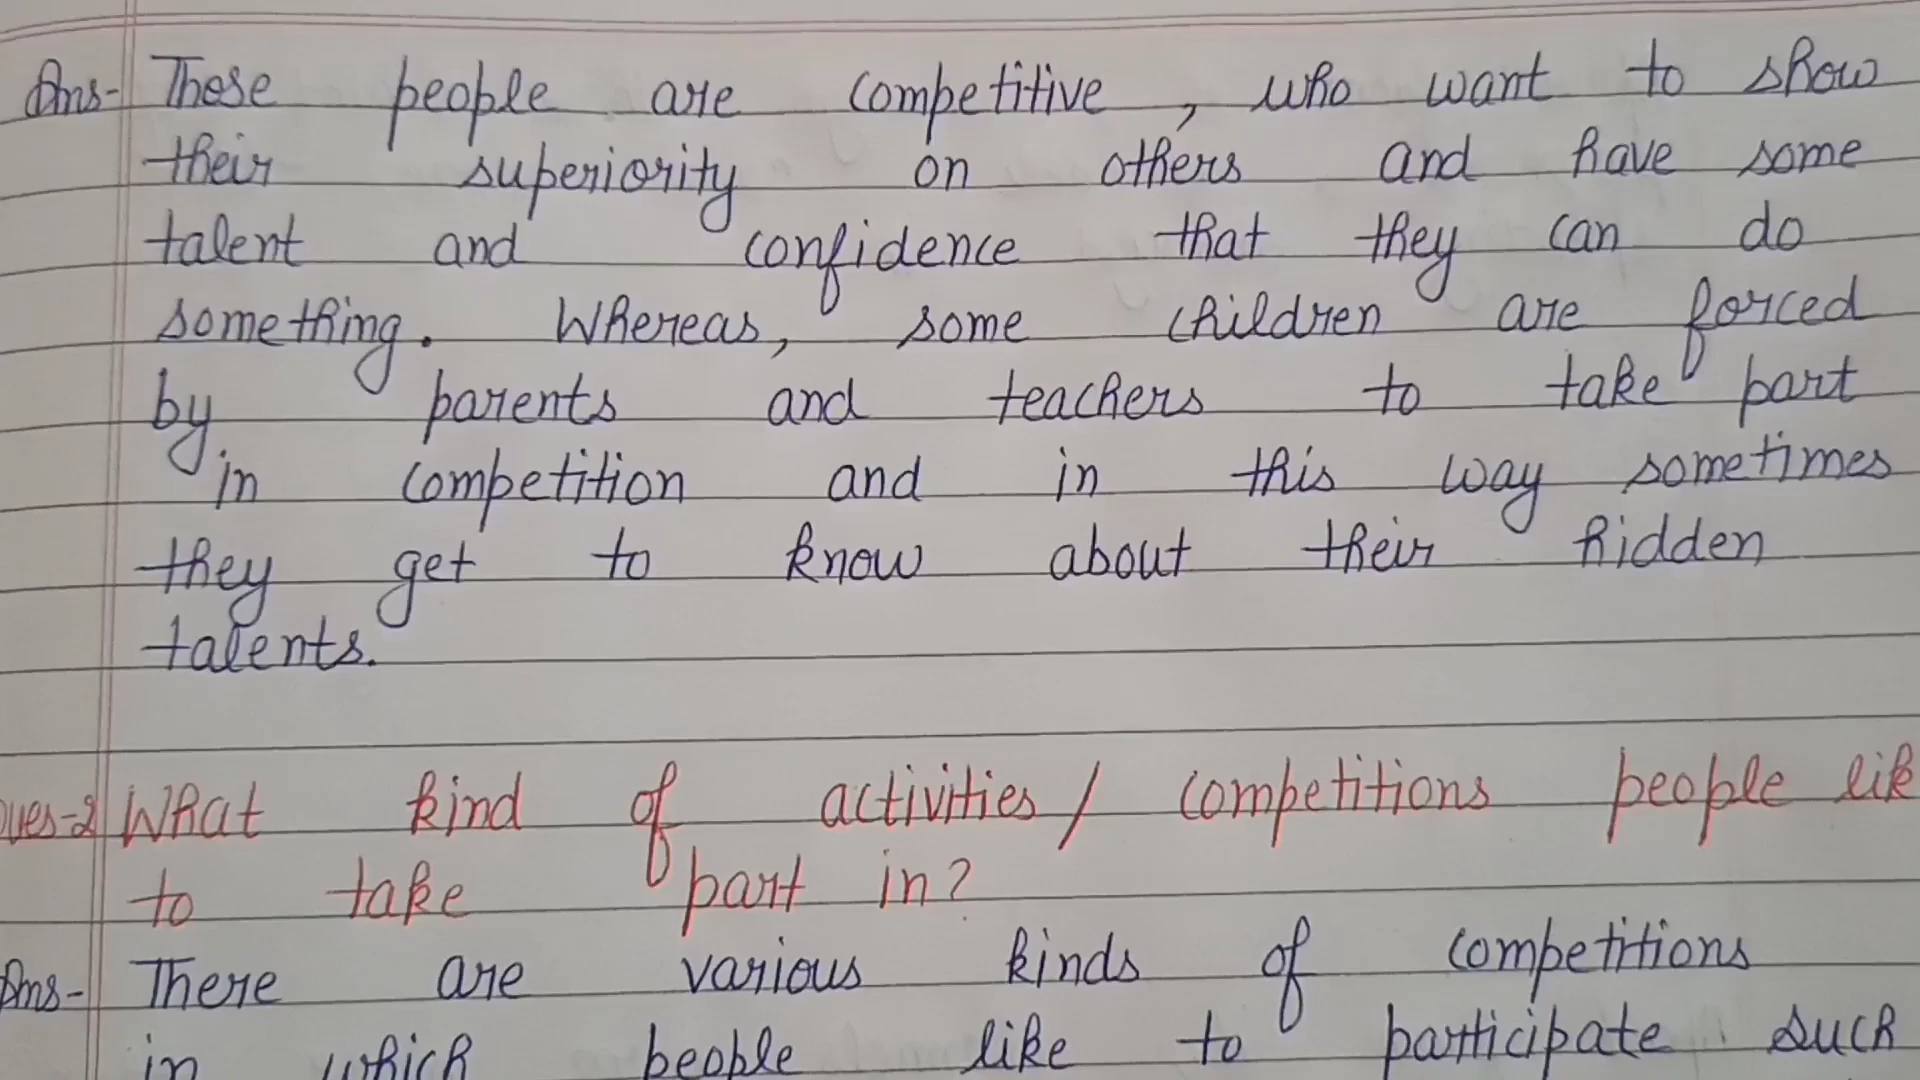 Ans- Those people are competitive, who want to show
their superiority on others and have some
talent and confidence that they can do
something. Whereas, some children are forced
by parents and teachers to take part
in competition and in this way sometimes
they get to know about their hidden
talents.
ues-2 What kind of activities/ competitions people lik
to take part in?
Ans- There are various kinds of competitions
in which people like to participate such